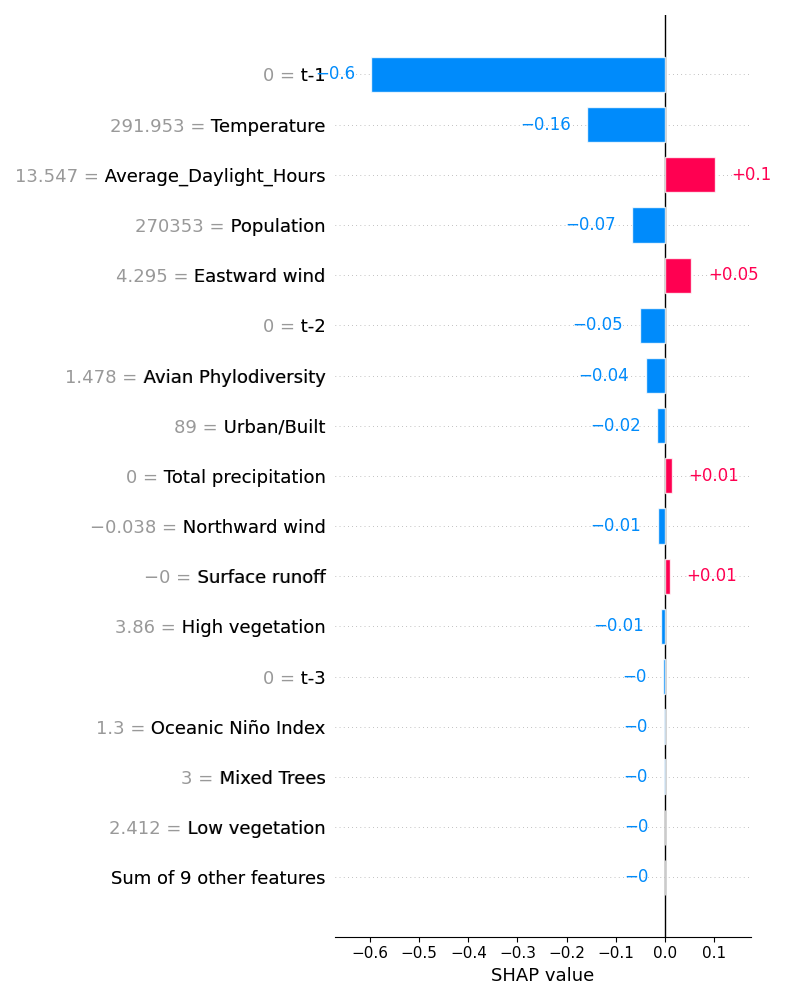 0 = t-1 −0.6
291.953 = Temperature −0.16
13.547 = Average_Daylight_Hours +0.1
270353 = Population −0.07
4.295 = Eastward wind +0.05
0 = t-2 −0.05
1.478 = Avian Phylodiversity −0.04
89 = Urban/Built −0.02
0 = Total precipitation +0.01
−0.038 = Northward wind −0.01
−0 = Surface runoff +0.01
3.86 = High vegetation −0.01
0 = t-3 −0
1.3 = Oceanic Niño Index −0
3 = Mixed Trees −0
2.412 = Low vegetation −0
Sum of 9 other features −0
−0.6 −0.5 −0.4 −0.3 −0.2 −0.1 0.0 0.1
SHAP value